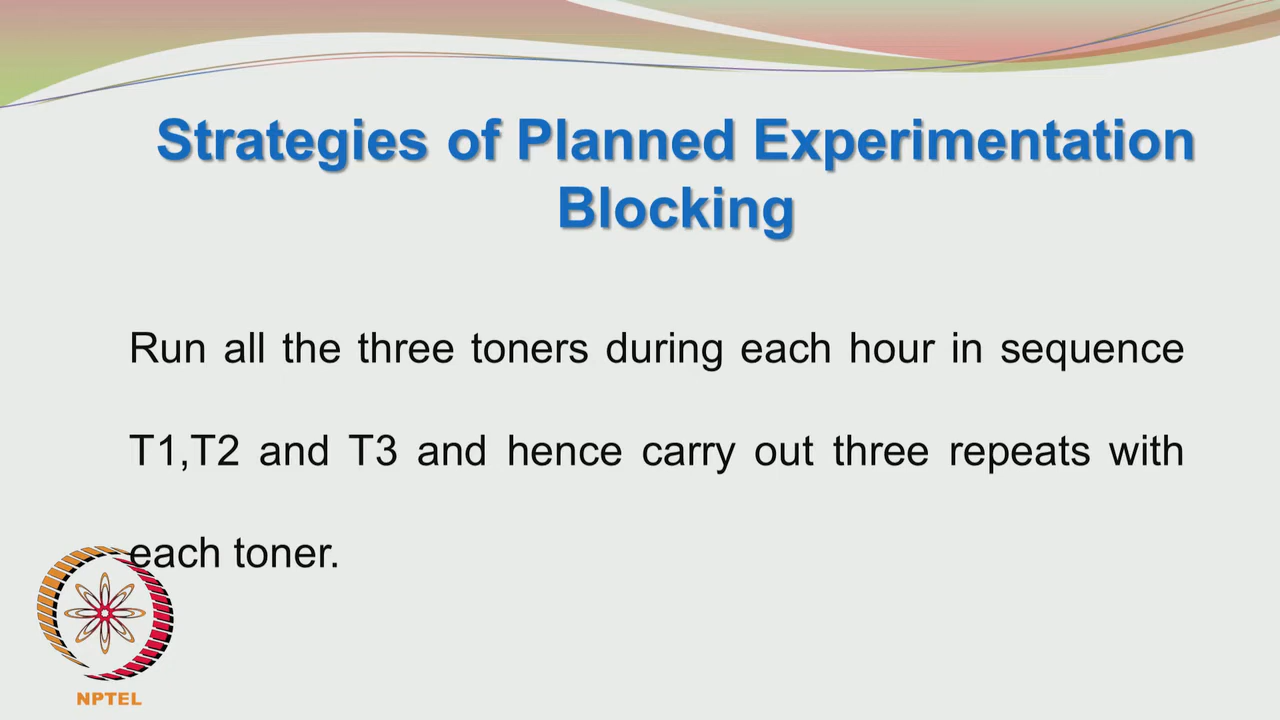 Strategies of Planned Experimentation
Blocking
Run all the three toners during each hour in sequence
T1,T2 and T3 and hence carry out three repeats with
each toner.
NPTEL